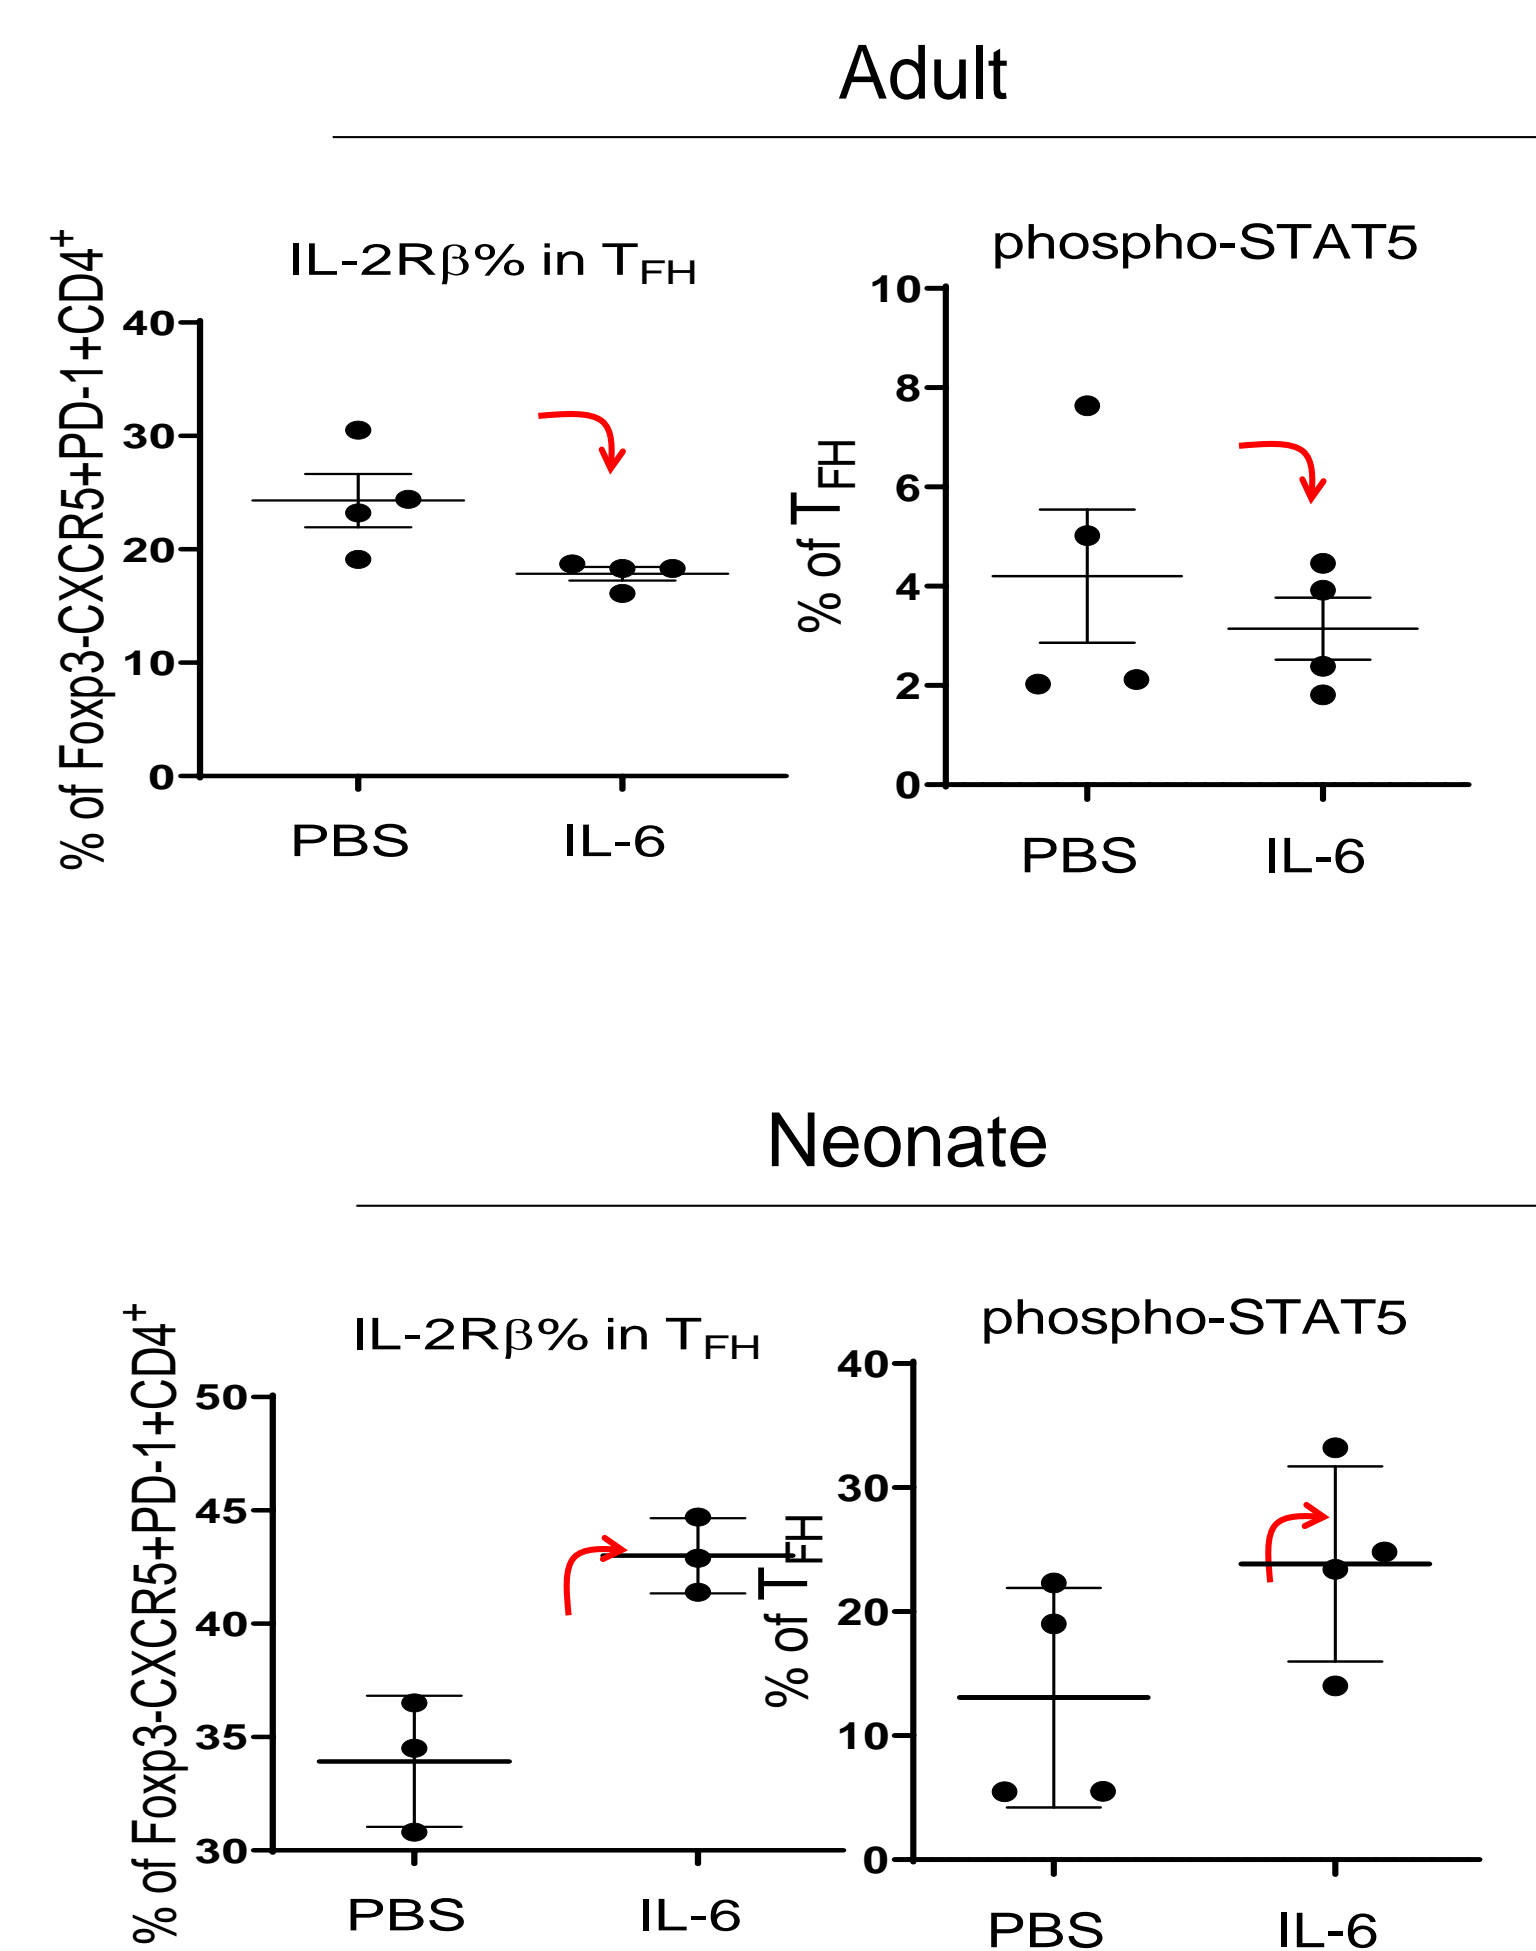 Adult
IL-2Rβ% in TFH
% of Foxp3-CXCR5+PD-1+CD4+
40
30
20
10
0
PBS IL-6
phospho-STAT5
% of TFH
10
8
6
4
2
0
PBS IL-6
Neonate
IL-2Rβ% in TFH
% of Foxp3-CXCR5+PD-1+CD4+
50
45
40
35
30
PBS IL-6
phospho-STAT5
% of TFH
40
30
20
10
0
PBS IL-6